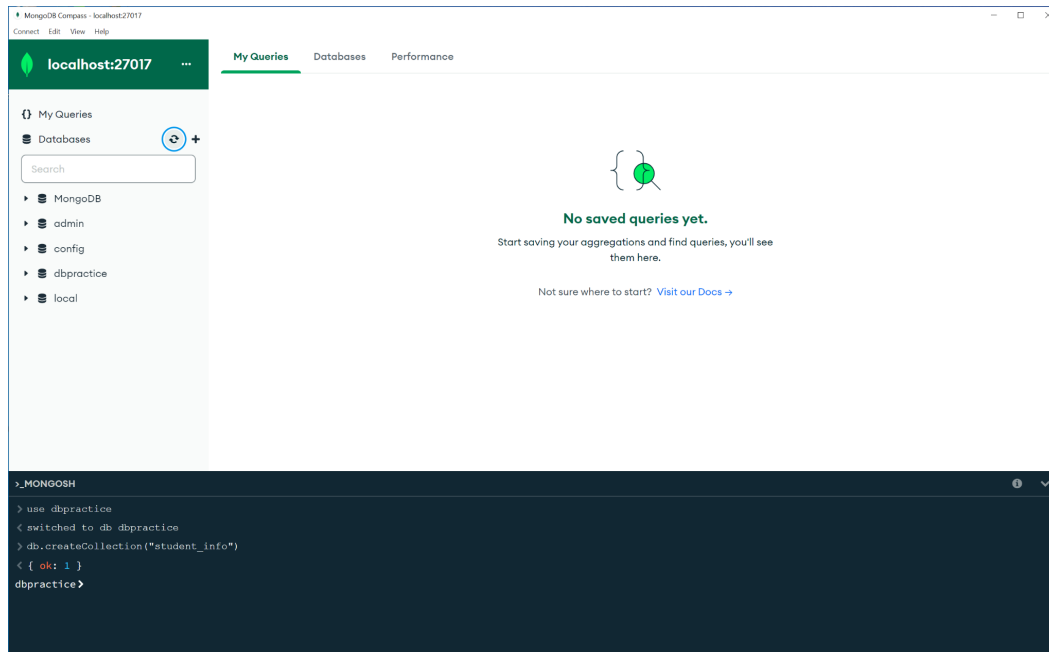 MongoDB Compass - localhost:27017
Connect Edit View Help
localhost:27017 ...
My Queries Databases Performance
{} My Queries
Databases
Search
MongoDB
admin
config
dbpractice
local
No saved queries yet.
Start saving your aggregations and find queries, you'll see
them here.
Not sure where to start? Visit our Docs →
>_MONGOSH
> use dbpractice
< switched to db dbpractice
> db.createCollection("student_info")
< { ok: 1 }
dbpractice>